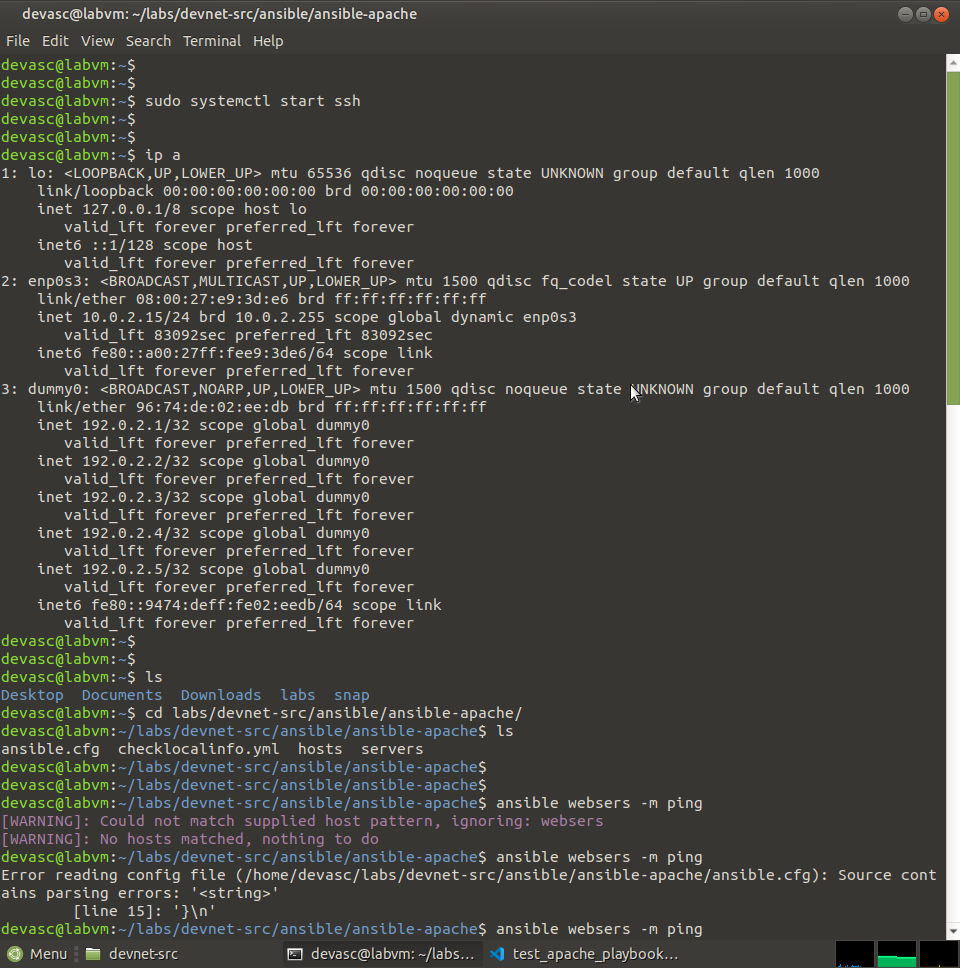 devasc@labvm: ~/labs/devnet-src/ansible/ansible-apache
File Edit View Search Terminal Help
devasc@labvm:~$
devasc@labvm:~$
devasc@labvm:~$ sudo systemctl start ssh
devasc@labvm:~$
devasc@labvm:~$
devasc@labvm:~$ ip a
1: lo: <LOOPBACK,UP,LOWER_UP> mtu 65536 qdisc noqueue state UNKNOWN group default qlen 1000
    link/loopback 00:00:00:00:00:00 brd 00:00:00:00:00:00
    inet 127.0.0.1/8 scope host lo
       valid_lft forever preferred_lft forever
    inet6 ::1/128 scope host
       valid_lft forever preferred_lft forever
2: enp0s3: <BROADCAST,MULTICAST,UP,LOWER_UP> mtu 1500 qdisc fq_codel state UP group default qlen 1000
    link/ether 08:00:27:e9:3d:e6 brd ff:ff:ff:ff:ff:ff
    inet 10.0.2.15/24 brd 10.0.2.255 scope global dynamic enp0s3
       valid_lft 83092sec preferred_lft 83092sec
    inet6 fe80::a00:27ff:fee9:3de6/64 scope link
       valid_lft forever preferred_lft forever
3: dummy0: <BROADCAST,NOARP,UP,LOWER_UP> mtu 1500 qdisc noqueue state UNKNOWN group default qlen 1000
    link/ether 96:74:de:02:ee:db brd ff:ff:ff:ff:ff:ff
    inet 192.0.2.1/32 scope global dummy0
       valid_lft forever preferred_lft forever
    inet 192.0.2.2/32 scope global dummy0
       valid_lft forever preferred_lft forever
    inet 192.0.2.3/32 scope global dummy0
       valid_lft forever preferred_lft forever
    inet 192.0.2.4/32 scope global dummy0
       valid_lft forever preferred_lft forever
    inet 192.0.2.5/32 scope global dummy0
       valid_lft forever preferred_lft forever
    inet6 fe80::9474:deff:fe02:eedb/64 scope link
       valid_lft forever preferred_lft forever
devasc@labvm:~$
devasc@labvm:~$
devasc@labvm:~$ ls
Desktop  Documents  Downloads  labs  snap
devasc@labvm:~$ cd labs/devnet-src/ansible/ansible-apache/
devasc@labvm:~/labs/devnet-src/ansible/ansible-apache$ ls
ansible.cfg  checklocalinfo.yml  hosts  servers
devasc@labvm:~/labs/devnet-src/ansible/ansible-apache$
devasc@labvm:~/labs/devnet-src/ansible/ansible-apache$
devasc@labvm:~/labs/devnet-src/ansible/ansible-apache$ ansible websers -m ping
[WARNING]: Could not match supplied host pattern, ignoring: websers
[WARNING]: No hosts matched, nothing to do
devasc@labvm:~/labs/devnet-src/ansible/ansible-apache$ ansible websers -m ping
Error reading config file (/home/devasc/labs/devnet-src/ansible/ansible-apache/ansible.cfg): Source cont
ains parsing errors: '<string>'
        [line 15]: '}\n'
devasc@labvm:~/labs/devnet-src/ansible/ansible-apache$ ansible websers -m ping
Menu devnet-src devasc@labvm: ~/labs... test_apache_playbook...